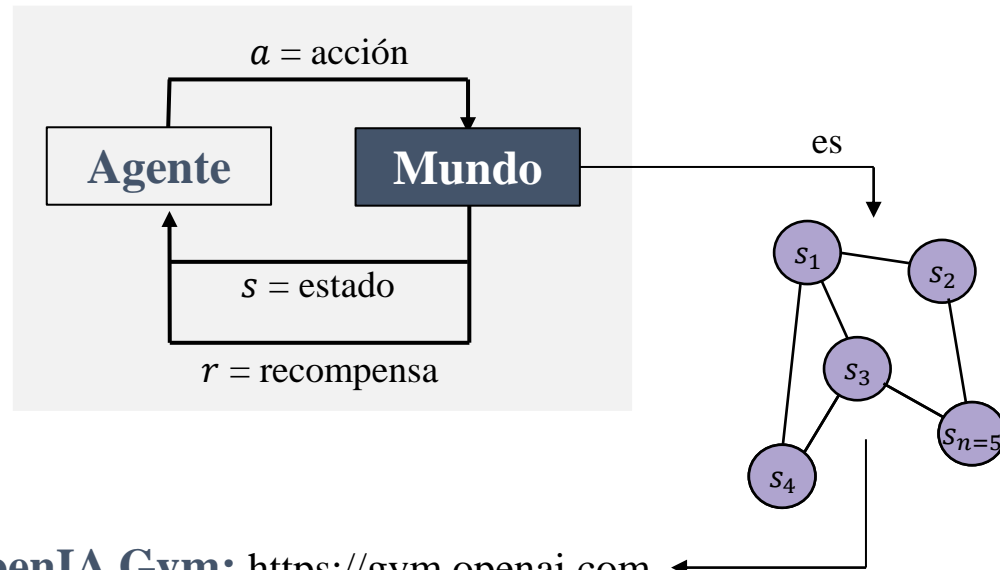 a = acción
Agente
Mundo
es
s = estado
r = recompensa
s₁
s₂
s₃
s₄
sₙ₌₅
penIA Gym: https://gym.openai.com